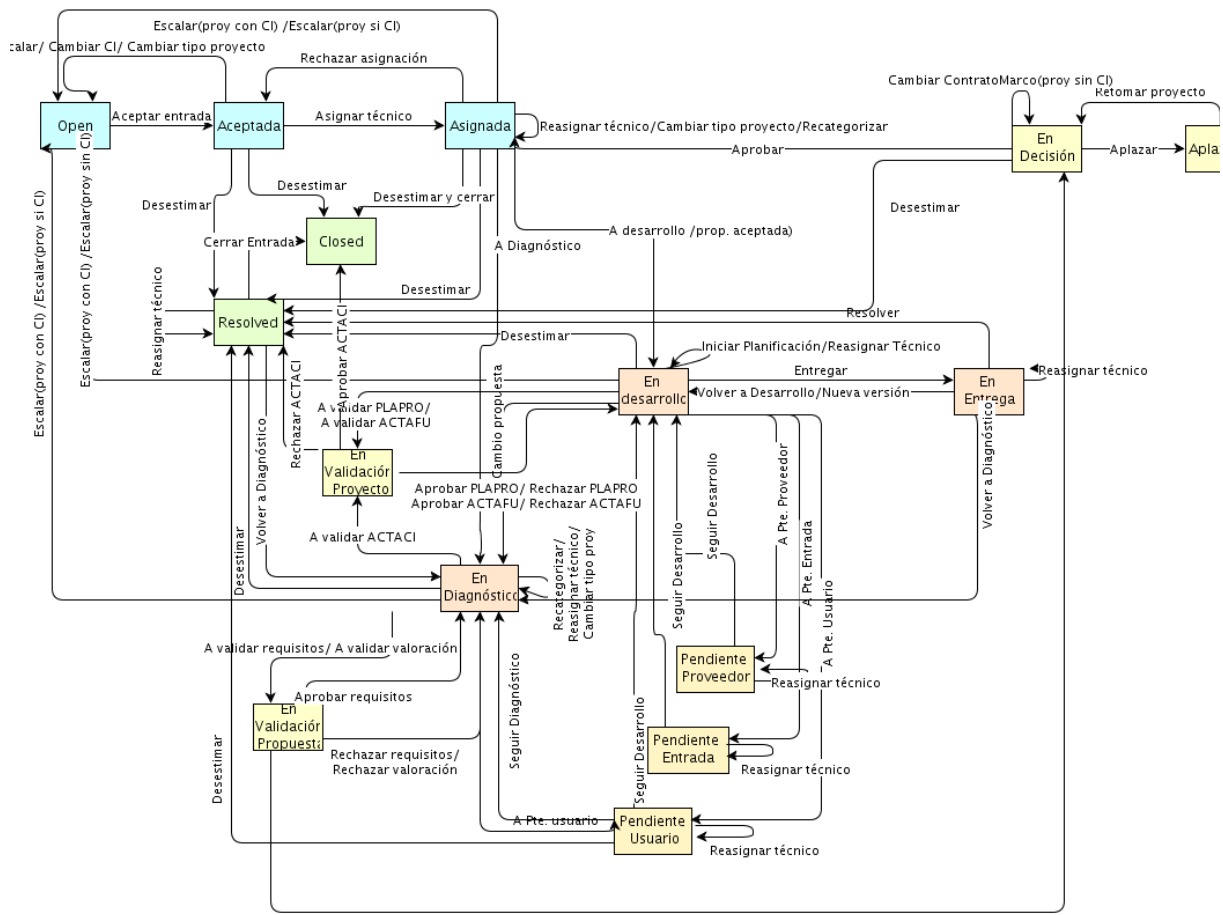 Escalar(proy con CI) /Escalar(proy si CI)
calar/ Cambiar CI/ Cambiar tipo proyecto
Rechazar asignación
Cambiar ContratoMarco(proy sin CI)
Retomar proyecto
Open
Aceptar entrada
Aceptada
Asignar técnico
Asignada
Reasignar técnico/Cambiar tipo proyecto/Recategorizar
Aprobar
En
Decisión
Aplazar
Apla
Desestimar
Desestimar
Desestimar y cerrar
Desestimar
Escalar(proy con CI) /Escalar(proy si CI)
Escalar(proy con CI) /Escalar(proy sin CI)
Cerrar Entrada
Closed
A desarrollo /prop. aceptada)
A Diagnóstico
Desestimar
Reasignar técnico
Resolved
Resolver
Desestimar
Aprobar ACTACI
Rechazar ACTACI
Iniciar Planificación/Reasignar Técnico
En
desarrollo
Entregar
Volver a Desarrollo/Nueva versión
En
Entrega
Reasignar técnico
A validar PLAPRO/
A validar ACTAFU
Cambio propuesta
Volver a Diagnóstico
En
Validación
Proyecto
Aprobar PLAPRO/ Rechazar PLAPRO
Aprobar ACTAFU/ Rechazar ACTAFU
Volver a Diagnóstico
Seguir Desarrollo
A Pte. Proveedor
A Pte. Entrada
A Pte. Usuario
Seguir Desarrollo
A validar ACTACI
Desestimar
En
Diagnóstico
Recategorizar/
Reasignar técnico/
Cambiar tipo proy
A validar requisitos/ A validar valoración
Aprobar requisitos
Pendiente
Proveedor
Reasignar técnico
En
Validación
Propuesta
Rechazar requisitos/
Rechazar valoración
Seguir Diagnóstico
Seguir Desarrollo
Pendiente
Entrada
Reasignar técnico
Desestimar
A Pte. usuario
Pendiente
Usuario
Reasignar técnico